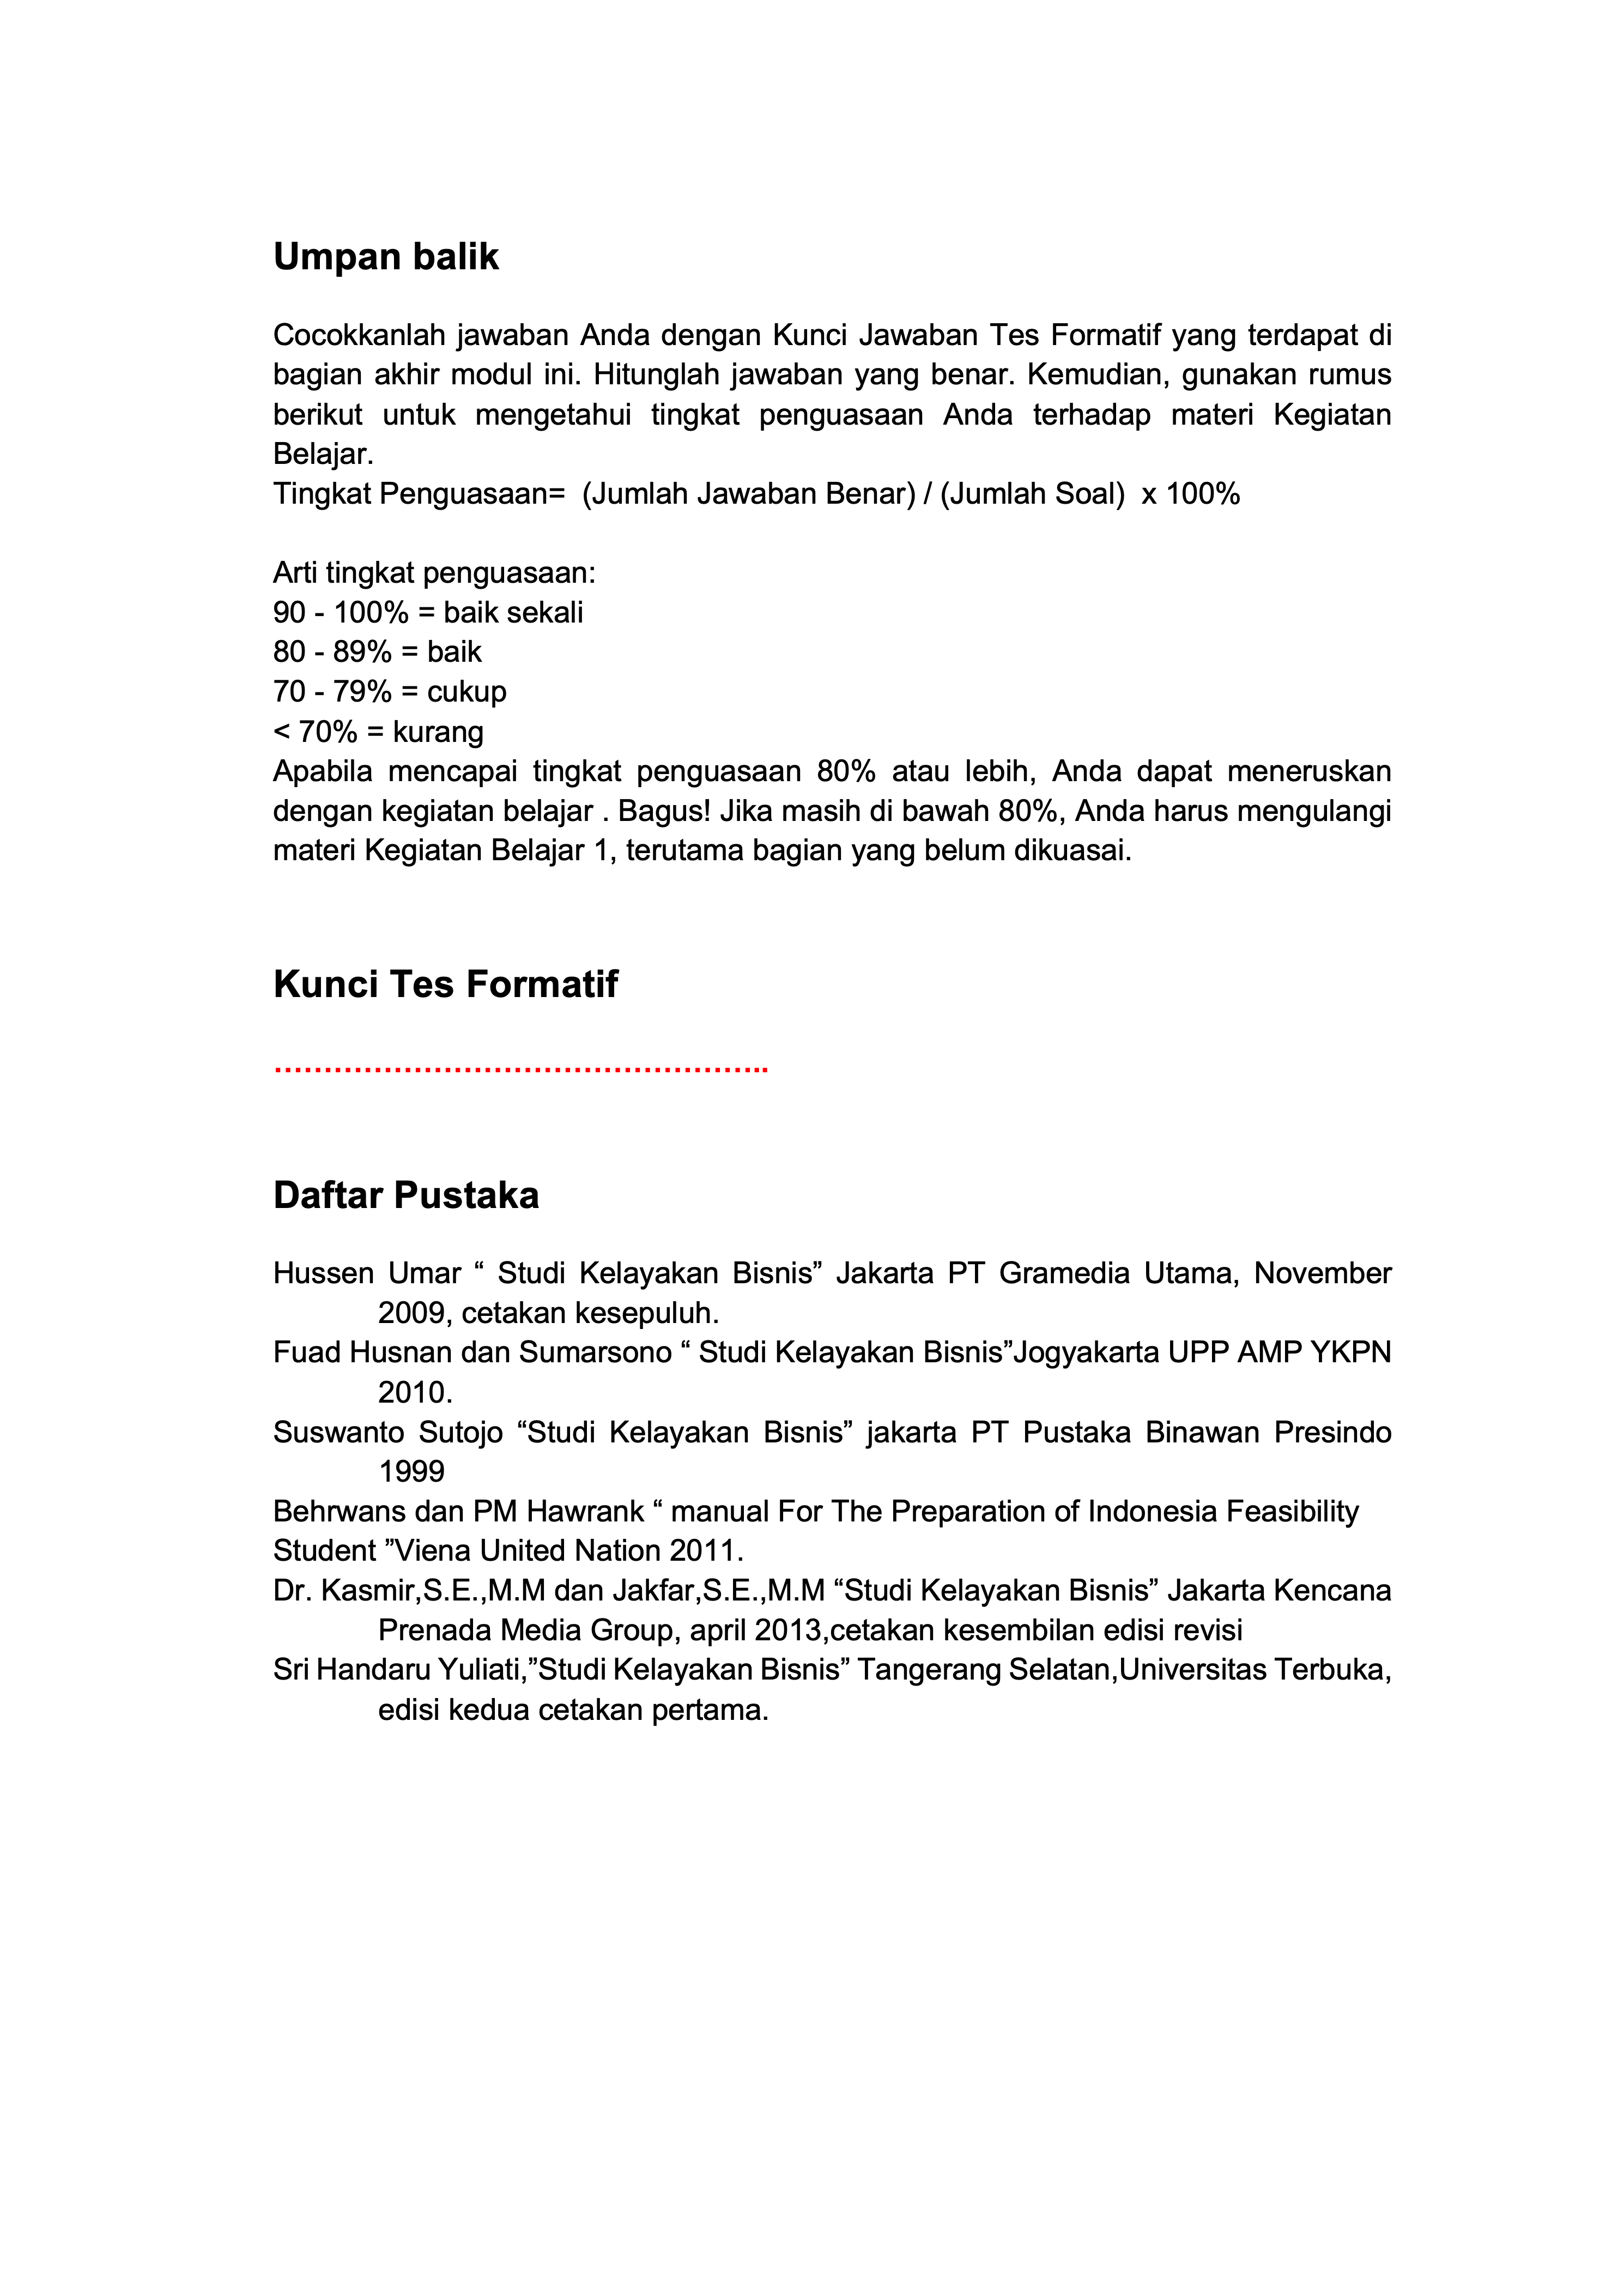 Umpan balik
Cocokkanlah jawaban Anda dengan Kunci Jawaban Tes Formatif yang terdapat di
bagian akhir modul ini. Hitunglah jawaban yang benar. Kemudian, gunakan rumus
berikut untuk mengetahui tingkat penguasaan Anda terhadap materi Kegiatan
Belajar.
Tingkat Penguasaan=  (Jumlah Jawaban Benar) / (Jumlah Soal)  x 100%
Arti tingkat penguasaan:
90 - 100% = baik sekali
80 - 89% = baik
70 - 79% = cukup
< 70% = kurang
Apabila mencapai tingkat penguasaan 80% atau lebih, Anda dapat meneruskan
dengan kegiatan belajar . Bagus! Jika masih di bawah 80%, Anda harus mengulangi
materi Kegiatan Belajar 1, terutama bagian yang belum dikuasai.
Kunci Tes Formatif
…………………………………………..
Daftar Pustaka
Hussen Umar “ Studi Kelayakan Bisnis” Jakarta PT Gramedia Utama, November
2009, cetakan kesepuluh.
Fuad Husnan dan Sumarsono “ Studi Kelayakan Bisnis”Jogyakarta UPP AMP YKPN
2010.
Suswanto Sutojo “Studi Kelayakan Bisnis” jakarta PT Pustaka Binawan Presindo
1999
Behrwans dan PM Hawrank “ manual For The Preparation of Indonesia Feasibility
Student ”Viena United Nation 2011.
Dr. Kasmir,S.E.,M.M dan Jakfar,S.E.,M.M “Studi Kelayakan Bisnis” Jakarta Kencana
Prenada Media Group, april 2013,cetakan kesembilan edisi revisi
Sri Handaru Yuliati,”Studi Kelayakan Bisnis” Tangerang Selatan,Universitas Terbuka,
edisi kedua cetakan pertama.